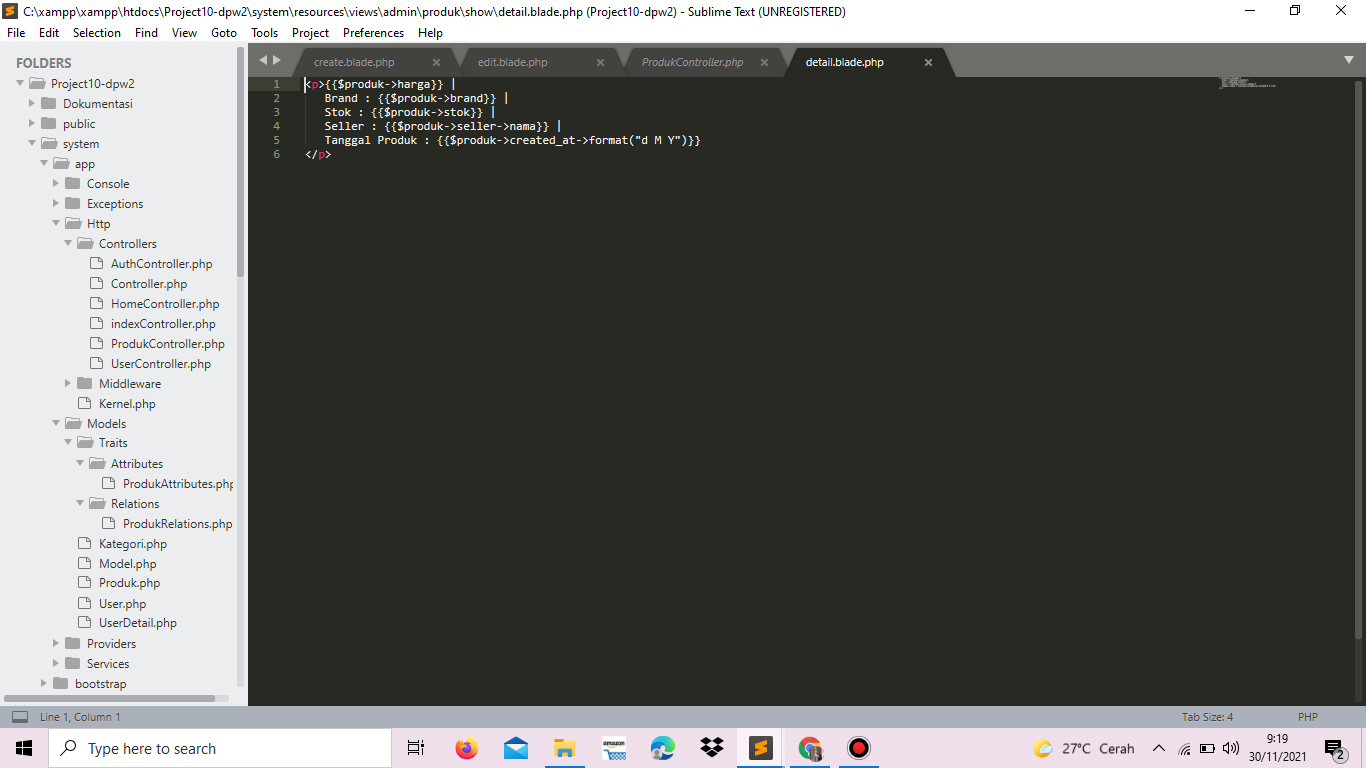 C:\xampp\xampp\htdocs\Project10-dpw2\system\resources\views\admin\produk\show\detail.blade.php (Project10-dpw2) - Sublime Text (UNREGISTERED)
File Edit Selection Find View Goto Tools Project Preferences Help
FOLDERS
Project10-dpw2
Dokumentasi
public
system
app
Console
Exceptions
Http
Controllers
AuthController.php
Controller.php
HomeController.php
indexController.php
ProdukController.php
UserController.php
Middleware
Kernel.php
Models
Traits
Attributes
ProdukAttributes.php
Relations
ProdukRelations.php
Kategori.php
Model.php
Produk.php
User.php
UserDetail.php
Providers
Services
bootstrap
create.blade.php edit.blade.php ProdukController.php detail.blade.php
1 <p>{{$produk->harga}} |
2 Brand : {{$produk->brand}} |
3 Stok : {{$produk->stok}} |
4 Seller : {{$produk->seller->nama}} |
5 Tanggal Produk : {{$produk->created_at->format("d M Y")}}
6 </p>
Line 1, Column 1 Tab Size: 4 PHP
Type here to search
amazon
27°C Cerah
9:19
30/11/2021
2